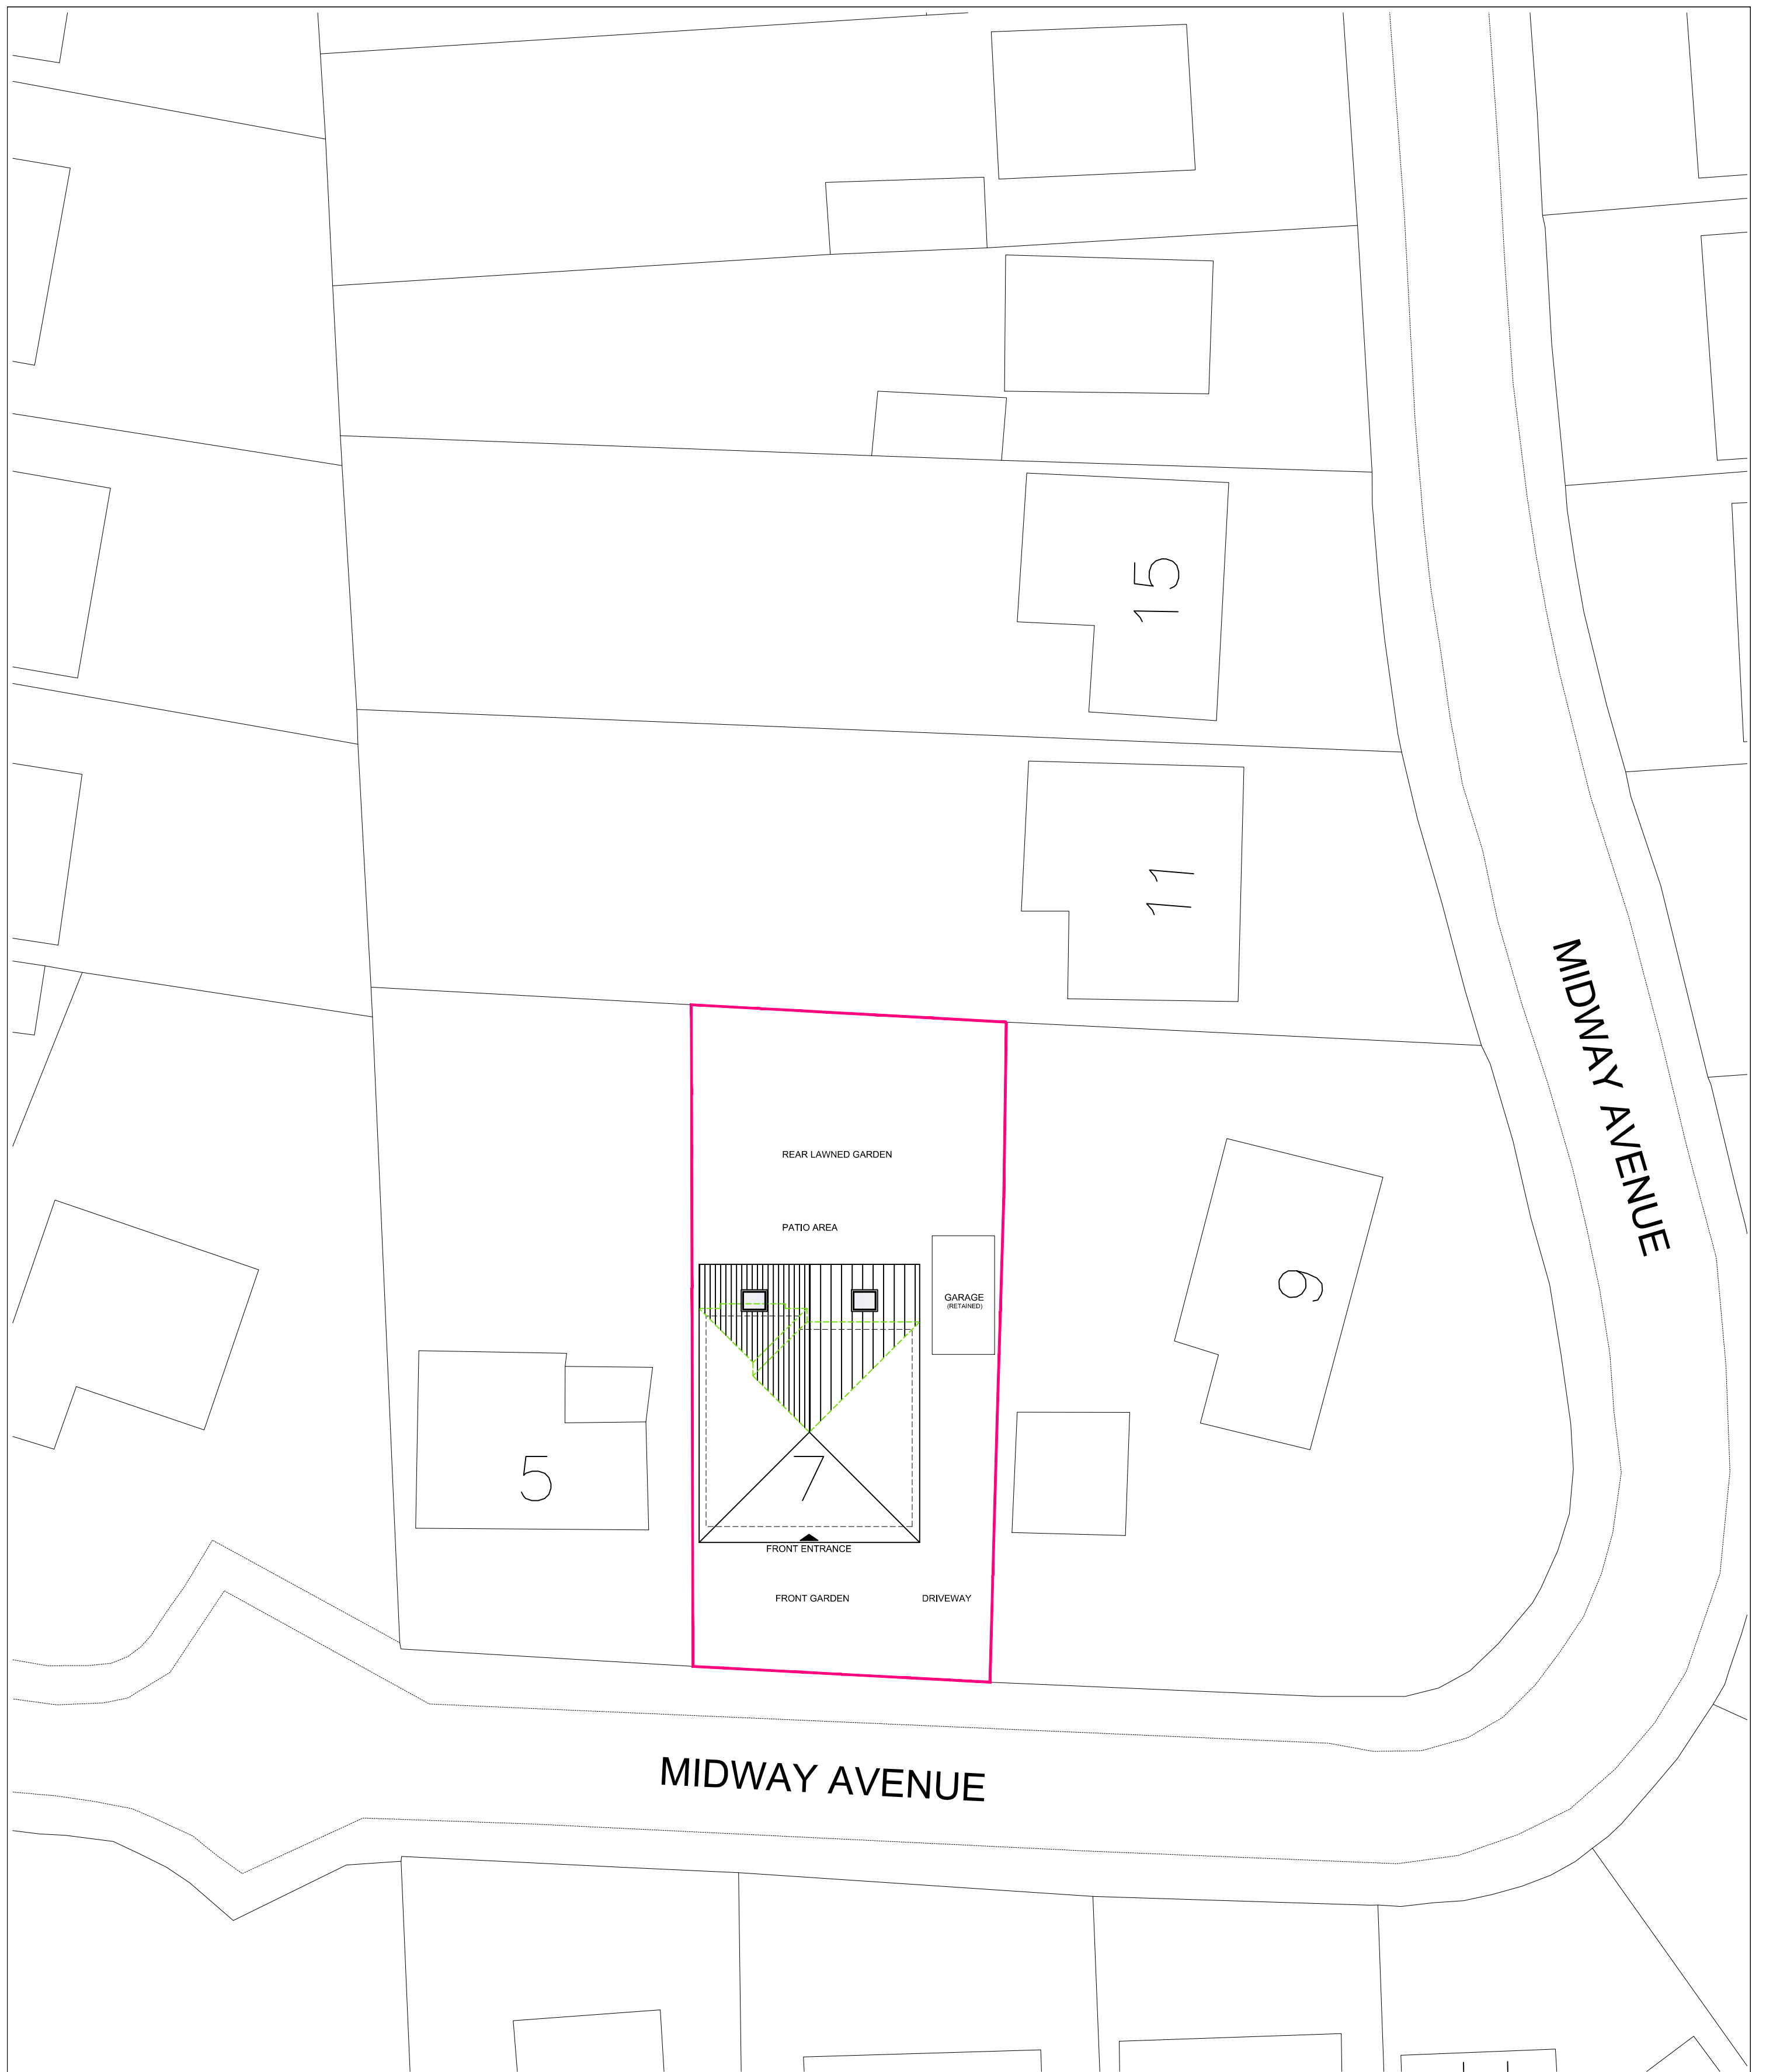 15
11
MIDWAY AVENUE
REAR LAWNED GARDEN
PATIO AREA
GARAGE
(RETAINED)
9
5
7
FRONT ENTRANCE
FRONT GARDEN
DRIVEWAY
MIDWAY AVENUE